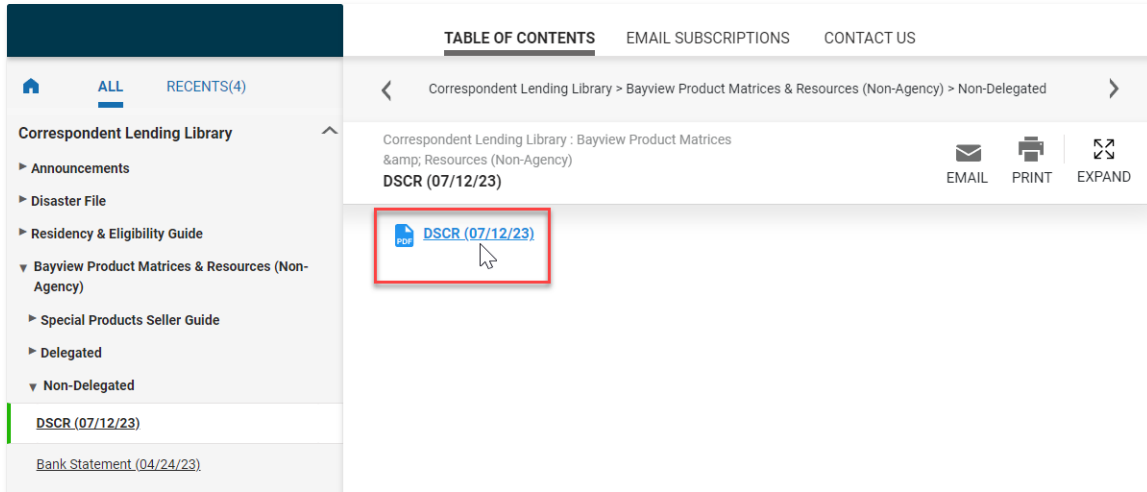 TABLE OF CONTENTS
EMAIL SUBSCRIPTIONS
CONTACT US
ALL
RECENTS(4)
Correspondent Lending Library > Bayview Product Matrices & Resources (Non-Agency) > Non-Delegated
Correspondent Lending Library
Announcements
Disaster File
Residency & Eligibility Guide
Bayview Product Matrices & Resources (Non-
Agency)
Special Products Seller Guide
Delegated
Non-Delegated
DSCR (07/12/23)
Bank Statement (04/24/23)
Correspondent Lending Library : Bayview Product Matrices
&amp; Resources (Non-Agency)
DSCR (07/12/23)
EMAIL
PRINT
EXPAND
PDF
DSCR (07/12/23)